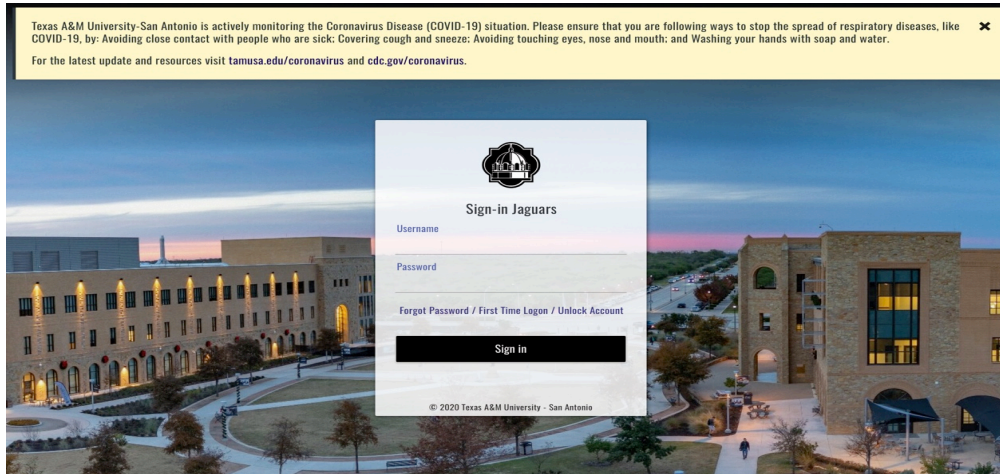 Texas A&M University-San Antonio is actively monitoring the Coronavirus Disease (COVID-19) situation. Please ensure that you are following wqys to stop the spread of respiratory diseases, like
COVID-19, by: Avoiding close contact with people who are sick; Covering cough and sneeze; Avoiding touching eyes, nose and mouth; and Washing your hands with soap and water.
For the latest update and resources visit tamusa.edu/coronavirus and cdc.gov/coronavirus.
Sign-in Jaguars
Username
Password
Forgot Password / First Time Logon / Unlock Account
Sign in
© 2020 Texas A&M University - San Antonio